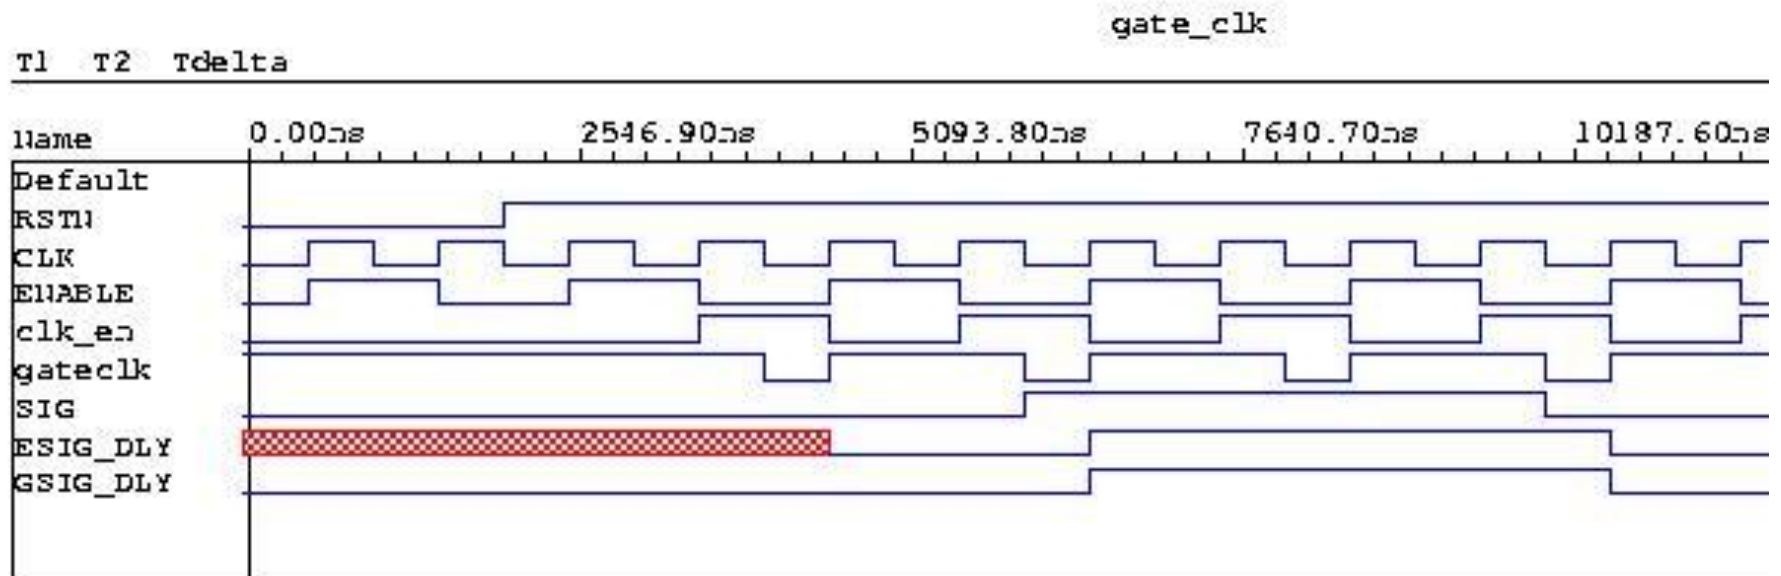 gate_clk
T1 T2 Tdelta
Name 0.00ns 2546.90ns 5093.80ns 7640.70ns 10187.60ns
Default
RSTN
CLK
ENABLE
clk_en
gateclk
SIG
ESIG_DLY
GSIG_DLY